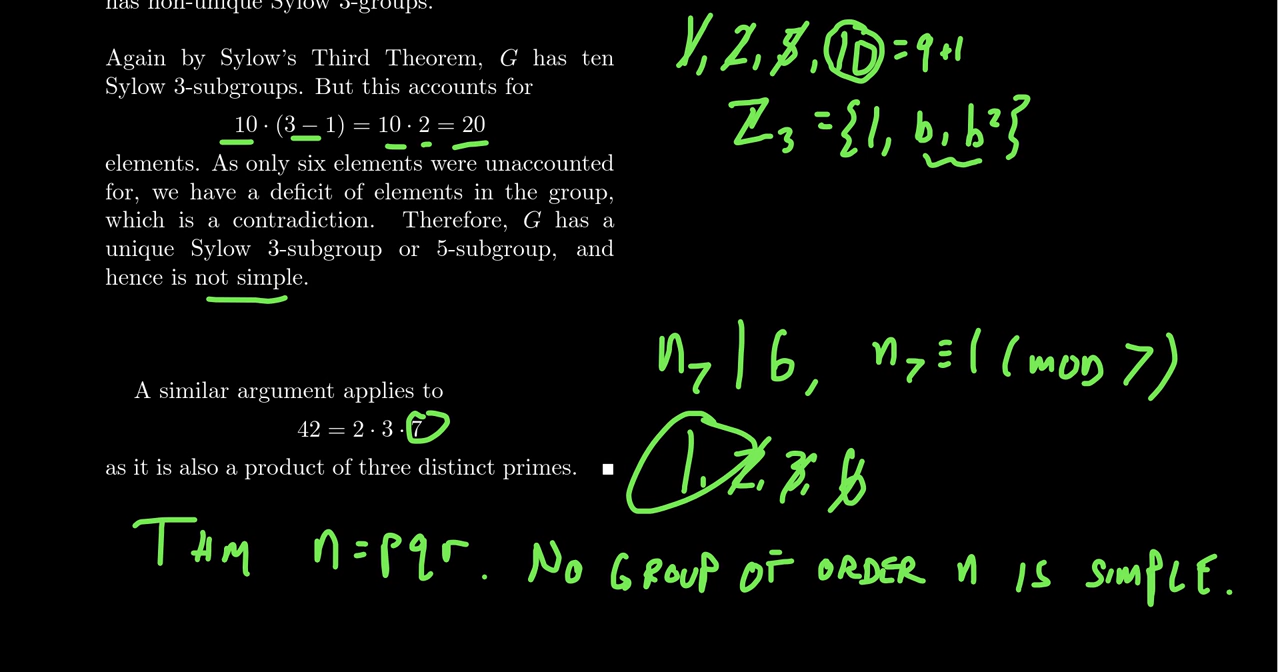 has non-unique Sylow 3-groups.
Again by Sylow's Third Theorem, G has ten
Sylow 3-subgroups. But this accounts for
10 · (3 − 1) = 10 · 2 = 20
elements. As only six elements were unaccounted
for, we have a deficit of elements in the group,
which is a contradiction. Therefore, G has a
unique Sylow 3-subgroup or 5-subgroup, and
hence is not simple.
A similar argument applies to
42 = 2 · 3 · 7
as it is also a product of three distinct primes. ■
1, 2, 5, 10 = 9+1
Z₃ = {1, b, b²}
n₇ | 6, n₇ ≡ 1 (mod 7)
1, 2, 3, 6
THM n=pqr. NO GROUP OF ORDER n IS SIMPLE.